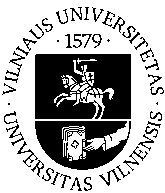 · VILNIAUS UNIVERSITETAS ·
· 1579 ·
UNIVERSITAS VILNENSIS